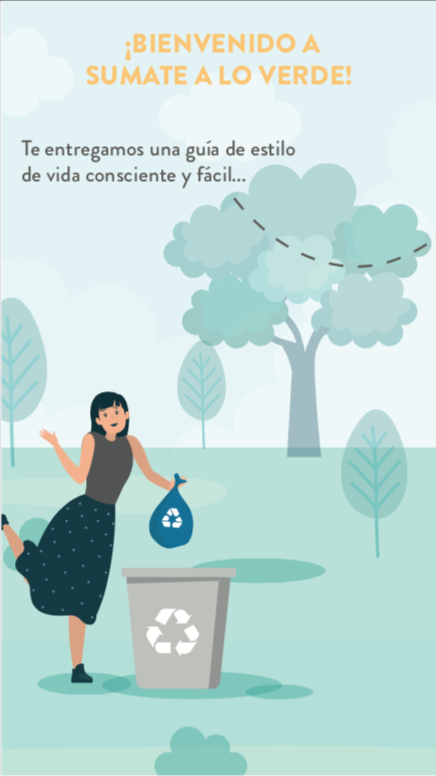 ¡BIENVENIDO A
SUMATE A LO VERDE!
Te entregamos una guía de estilo
de vida consciente y fácil...